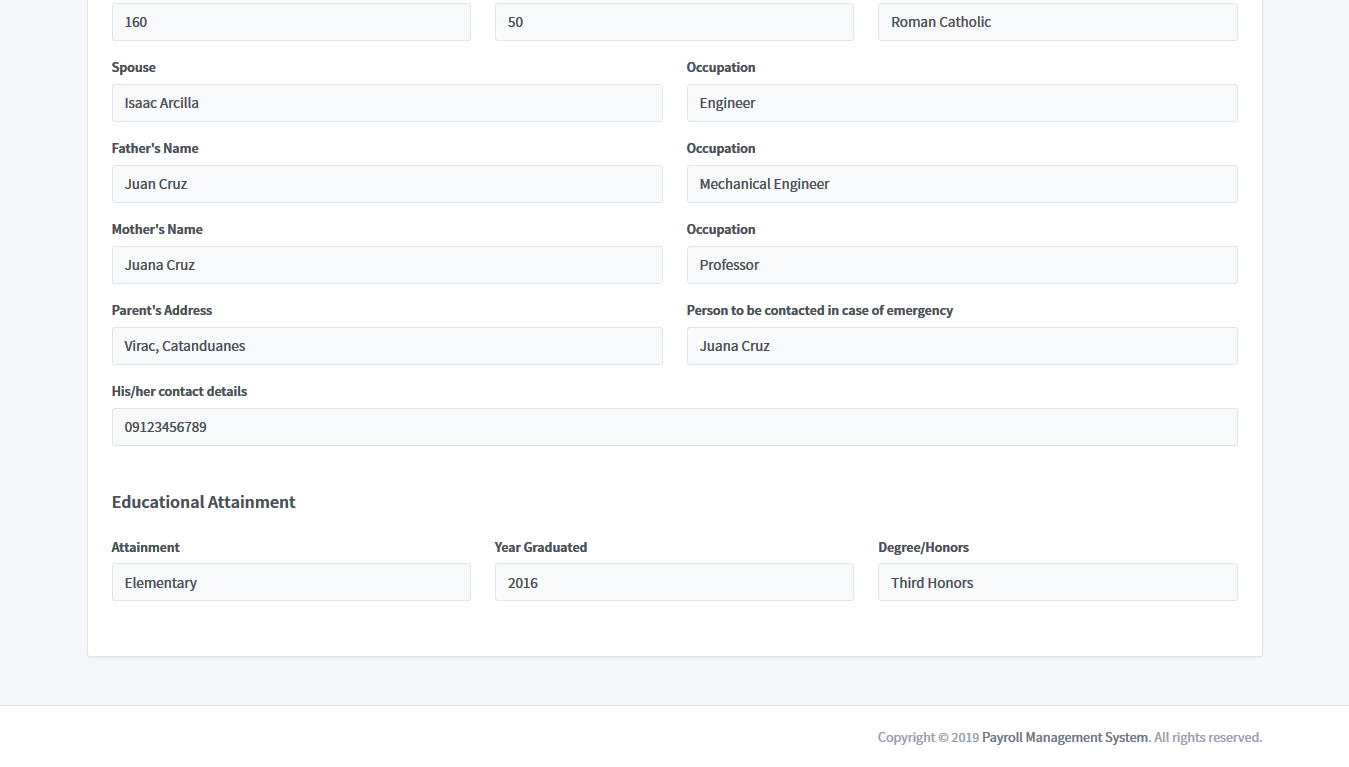 160 50 Roman Catholic
Spouse Occupation
Isaac Arcilla Engineer
Father's Name Occupation
Juan Cruz Mechanical Engineer
Mother's Name Occupation
Juana Cruz Professor
Parent's Address Person to be contacted in case of emergency
Virac, Catanduanes Juana Cruz
His/her contact details
09123456789
Educational Attainment
Attainment Year Graduated Degree/Honors
Elementary 2016 Third Honors
Copyright © 2019 Payroll Management System. All rights reserved.